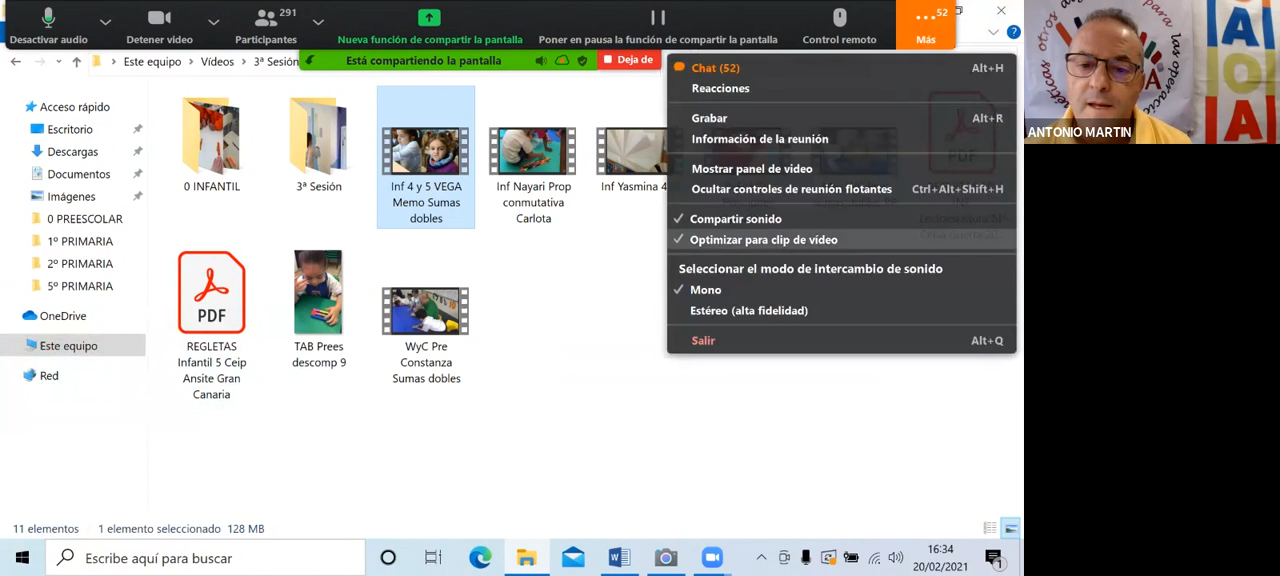 291
52
Desactivar audio
Detener video
Participantes
Nueva función de compartir la pantalla
Poner en pausa la función de compartir la pantalla
Control remoto
Más
Este equipo
Vídeos
3ª Sesión
Está compartiendo la pantalla
Deja de
Chat (52)
Alt+H
Reacciones
Grabar
Alt+R
Información de la reunión
Mostrar panel de video
Ocultar controles de reunión flotantes
Ctrl+Alt+Shift+H
Compartir sonido
Optimizar para clip de vídeo
Seleccionar el modo de intercambio de sonido
Mono
Estéreo (alta fidelidad)
Salir
Alt+Q
Acceso rápido
Escritorio
Descargas
Documentos
Imágenes
0 PREESCOLAR
1º PRIMARIA
2º PRIMARIA
5º PRIMARIA
OneDrive
Este equipo
Red
0 INFANTIL
3ª Sesión
Inf 4 y 5 VEGA
Memo Sumas
dobles
Inf Nayari Prop
conmutativa
Carlota
Inf Yasmina 4
PDF
PDF
REGLETAS
Infantil 5 Ceip
Ansite Gran
Canaria
TAB Prees
descomp 9
WyC Pre
Constanza
Sumas dobles
11 elementos
1 elemento seleccionado
128 MB
Escribe aquí para buscar
16:34
20/02/2021
1
para
las operacio
ANTONIO MARTIN